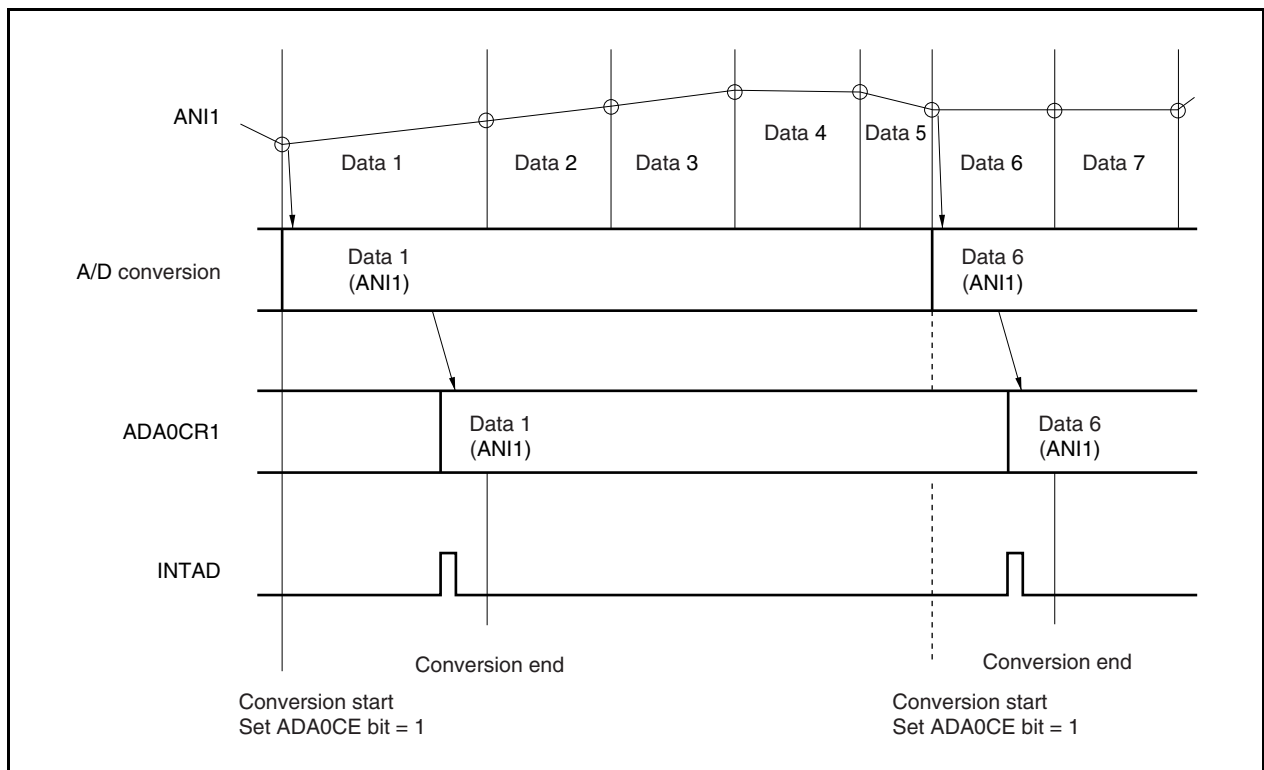 ANI1
Data 1
Data 2
Data 3
Data 4
Data 5
Data 6
Data 7
A/D conversion
Data 1
(ANI1)
Data 6
(ANI1)
ADA0CR1
Data 1
(ANI1)
Data 6
(ANI1)
INTAD
Conversion end
Conversion end
Conversion start
Set ADA0CE bit = 1
Conversion start
Set ADA0CE bit = 1